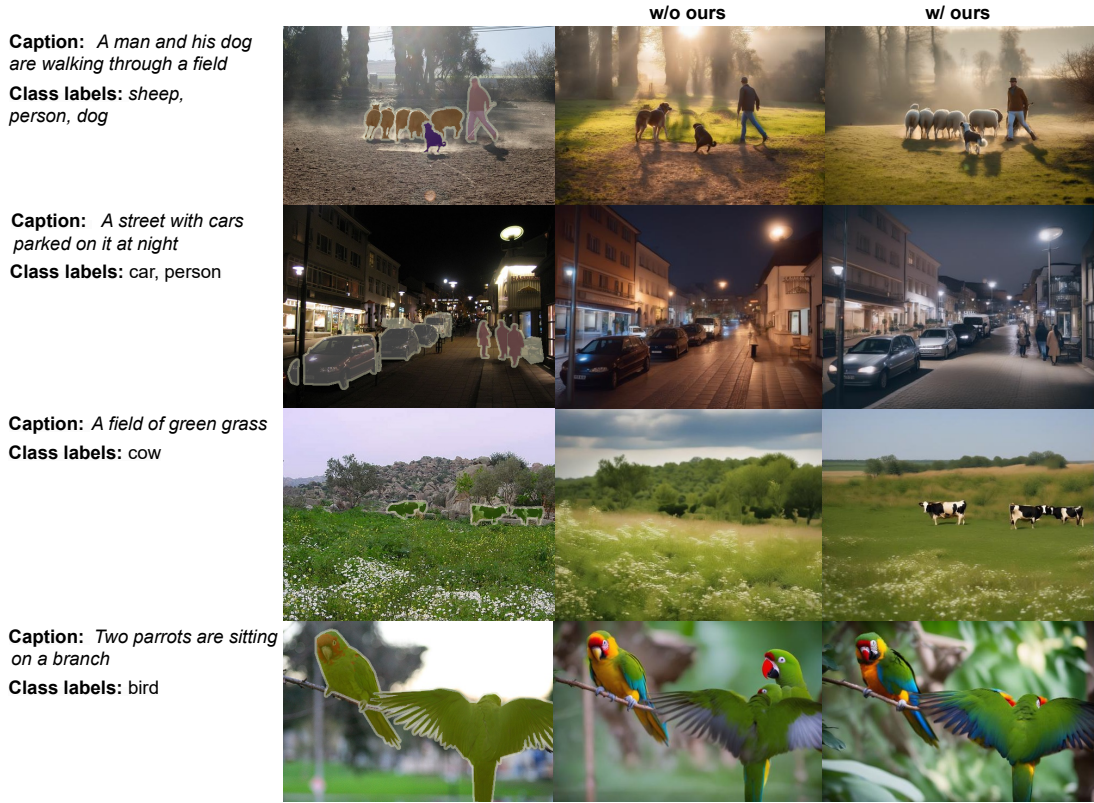 w/o ours
w/ ours
Caption: A man and his dog
are walking through a field
Class labels: sheep,
person, dog
Caption: A street with cars
parked on it at night
Class labels: car, person
Caption: A field of green grass
Class labels: cow
Caption: Two parrots are sitting
on a branch
Class labels: bird